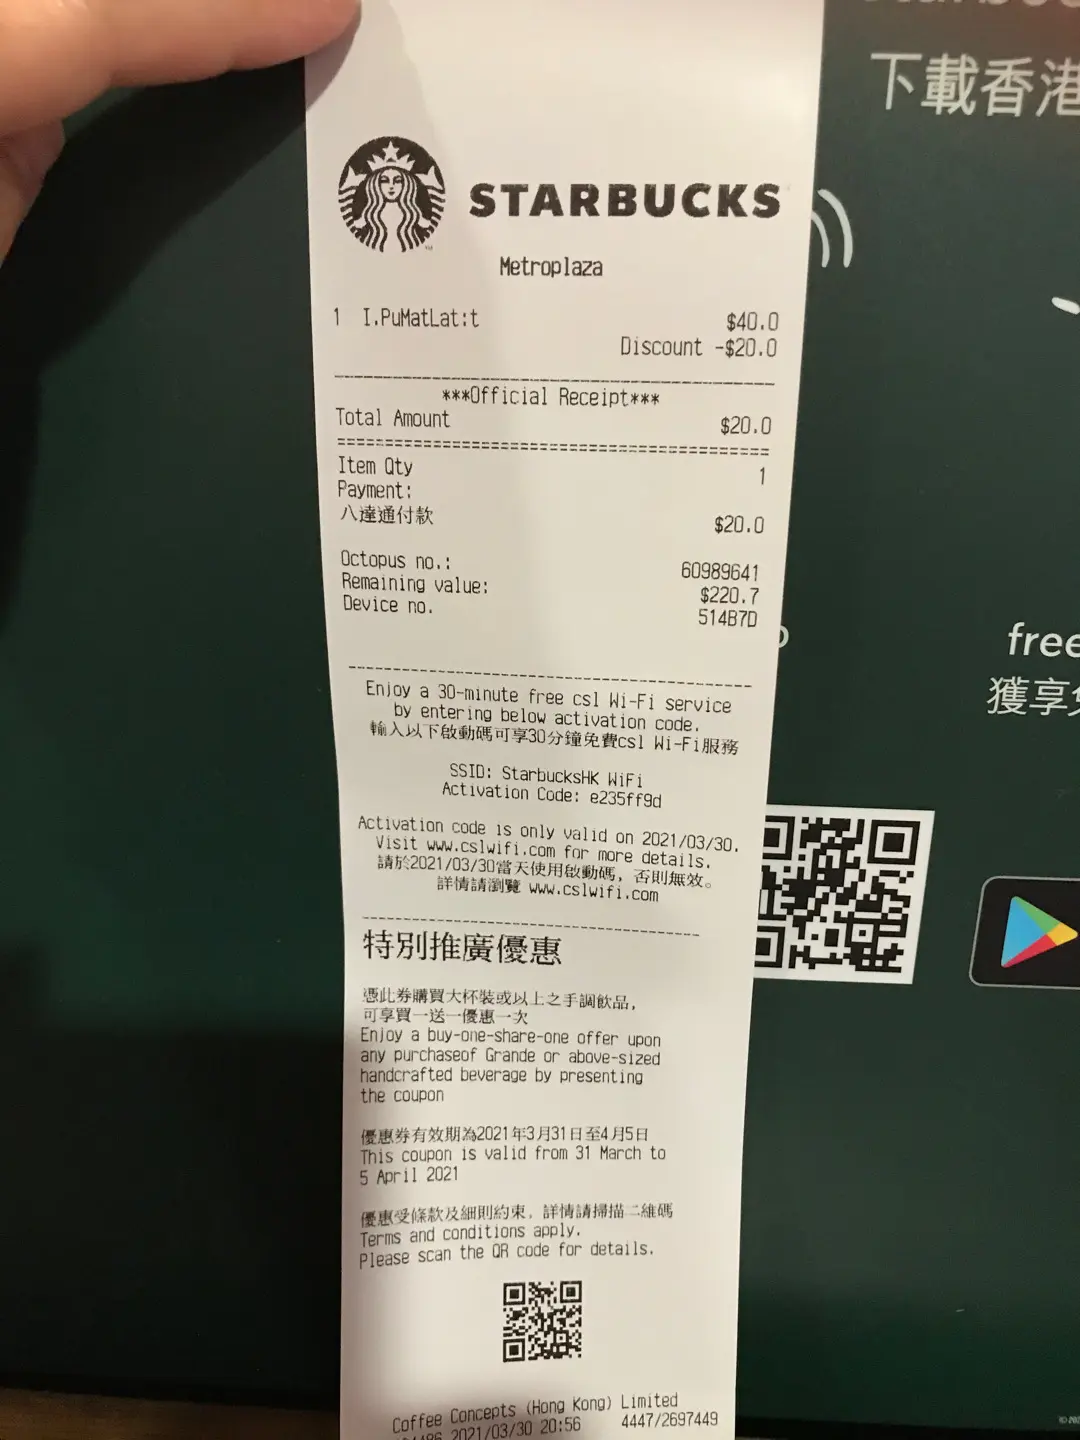 下載香港
STARBUCKS
Metroplaza
1 I.PuMatLat:t $40.0
Discount -$20.0
***Official Receipt***
Total Amount $20.0
Item Qty 1
Payment:
八達通付款 $20.0
Octopus no.: 60989641
Remaining value: $220.7
Device no. 514B7D
free
獲享
Enjoy a 30-minute free csl Wi-Fi service
by entering below activation code.
輸入以下啟動碼可享30分鐘免費csl Wi-Fi服務
SSID: StarbucksHK WiFi
Activation Code: e235ff9d
Activation code is only valid on 2021/03/30.
Visit www.cslwifi.com for more details.
請於2021/03/30當天使用啟動碼，否則無效。
詳情請瀏覽 www.cslwifi.com
特別推廣優惠
憑此券購買大杯裝或以上之手調飲品，
可享買一送一優惠一次
Enjoy a buy-one-share-one offer upon
any purchaseof Grande or above-sized
handcrafted beverage by presenting
the coupon
優惠券有效期為2021年3月31日至4月5日
This coupon is valid from 31 March to
5 April 2021
優惠受條款及細則約束。詳情請掃描二維碼
Terms and conditions apply.
Please scan the QR code for details.
Coffee Concepts (Hong Kong) Limited
2021/03/30 20:56 4447/2697449